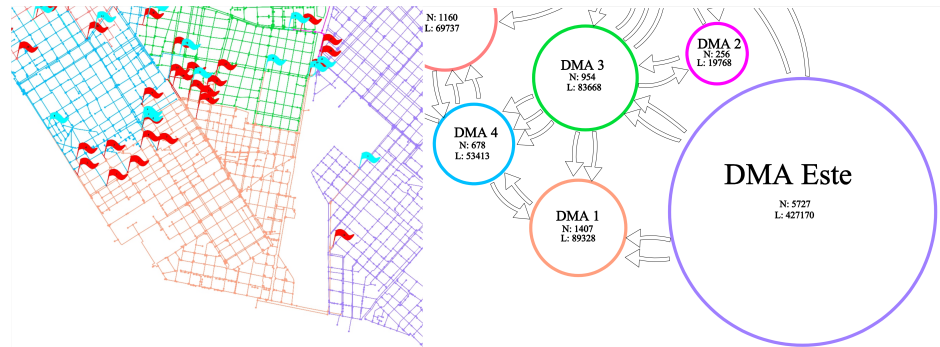 N: 1160
L: 69737
DMA 2
N: 256
L: 19768
DMA 3
N: 954
L: 83668
DMA 4
N: 678
L: 53413
DMA Este
N: 5727
L: 427170
DMA 1
N: 1407
L: 89328